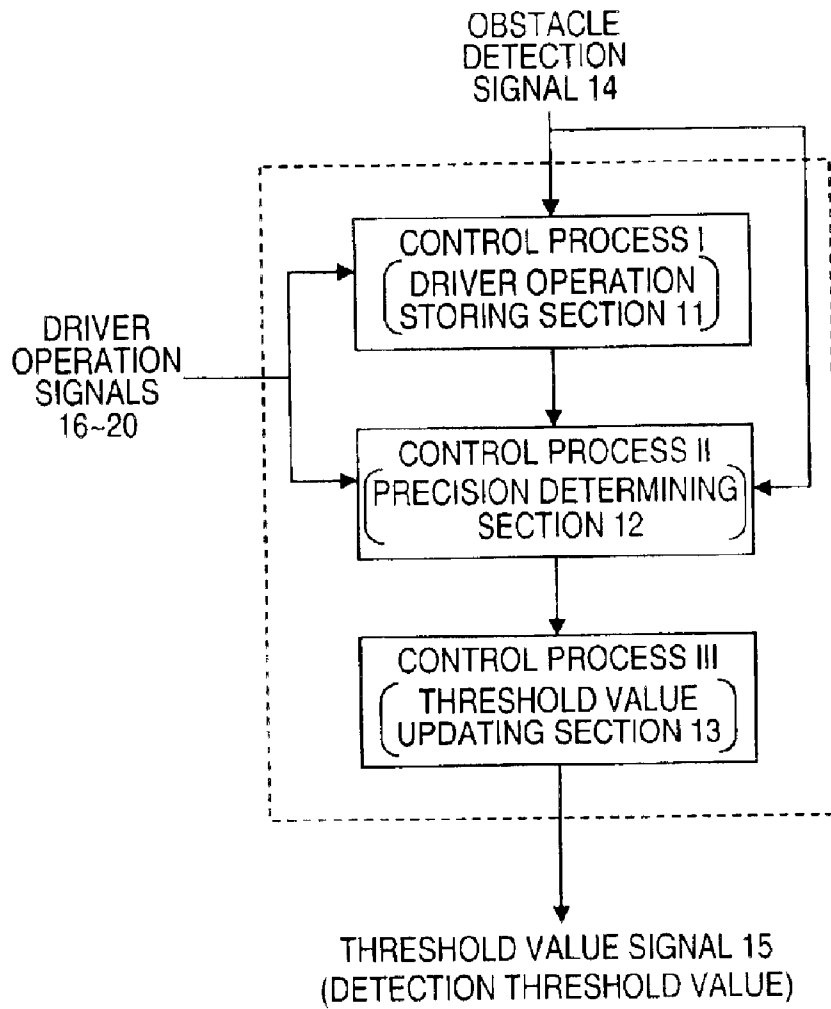 OBSTACLE
DETECTION
SIGNAL 14
CONTROL PROCESS I
DRIVER OPERATION
STORING SECTION 11
DRIVER
OPERATION
SIGNALS
16~20
CONTROL PROCESS II
PRECISION DETERMINING
SECTION 12
CONTROL PROCESS III
THRESHOLD VALUE
UPDATING SECTION 13
THRESHOLD VALUE SIGNAL 15
(DETECTION THRESHOLD VALUE)